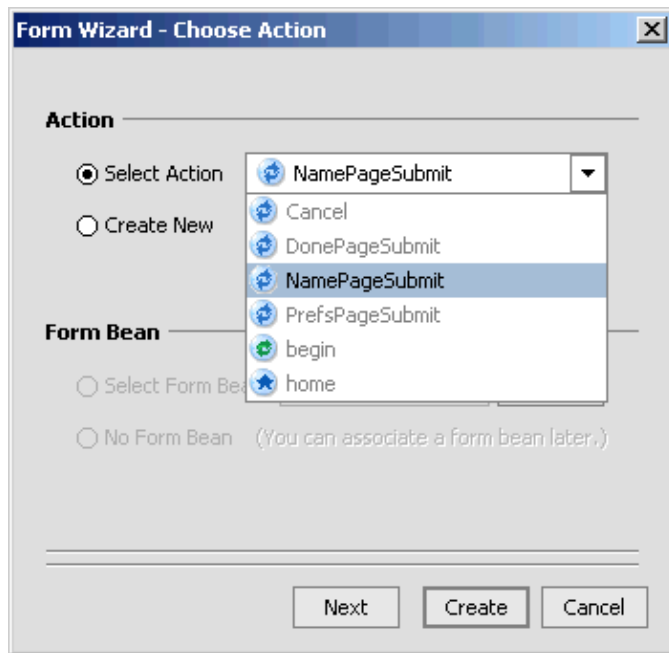 Form Wizard - Choose Action
Action
Select Action NamePageSubmit
Cancel
Create New
DonePageSubmit
NamePageSubmit
PrefsPageSubmit
Form Bean
begin
Select Form Be
home
No Form Bean (You can associate a form bean later.)
Next Create Cancel